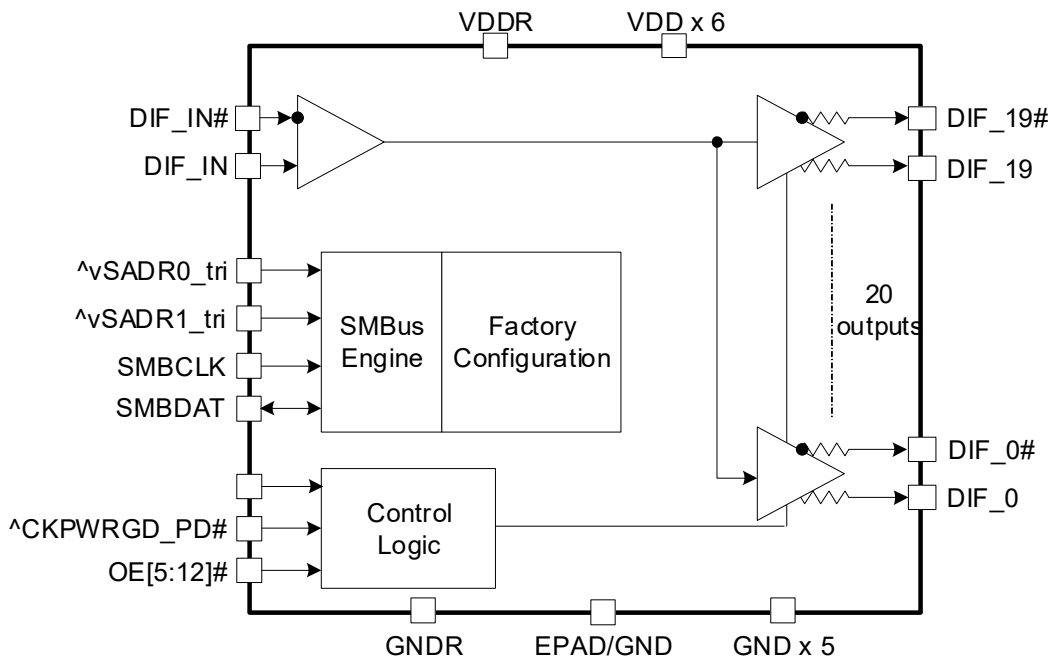 VDDR
VDD x 6
DIF_IN#
DIF_IN
DIF_19#
DIF_19
^vSADR0_tri
^vSADR1_tri
SMBCLK
SMBDAT
SMBus
Engine
Factory
Configuration
20
outputs
DIF_0#
DIF_0
^CKPWRGD_PD#
OE[5:12]#
Control
Logic
GNDR
EPAD/GND
GND x 5